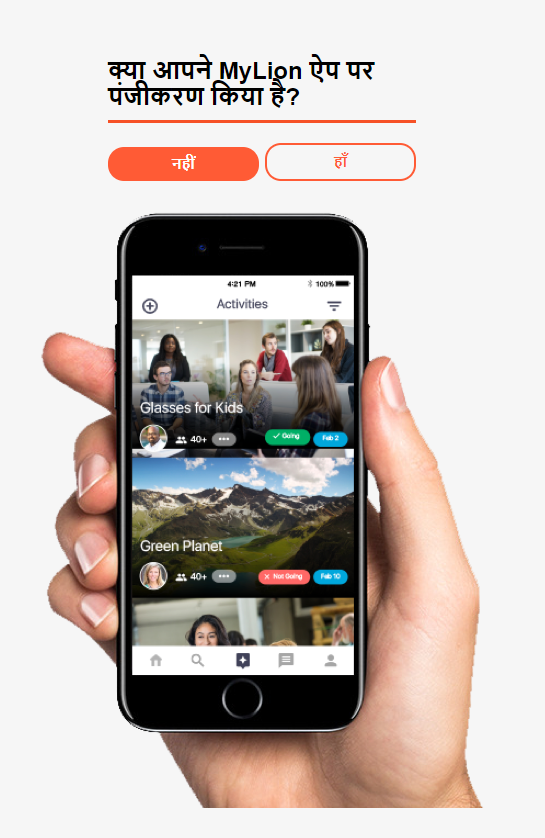 क्या आपने MyLion ऐप पर
पंजीकरण किया है?
नहीं
हाँ
4:21 PM
100%
Activities
Glasses for Kids
40+
Going
Feb 2
Green Planet
40+
Not Going
Feb 10